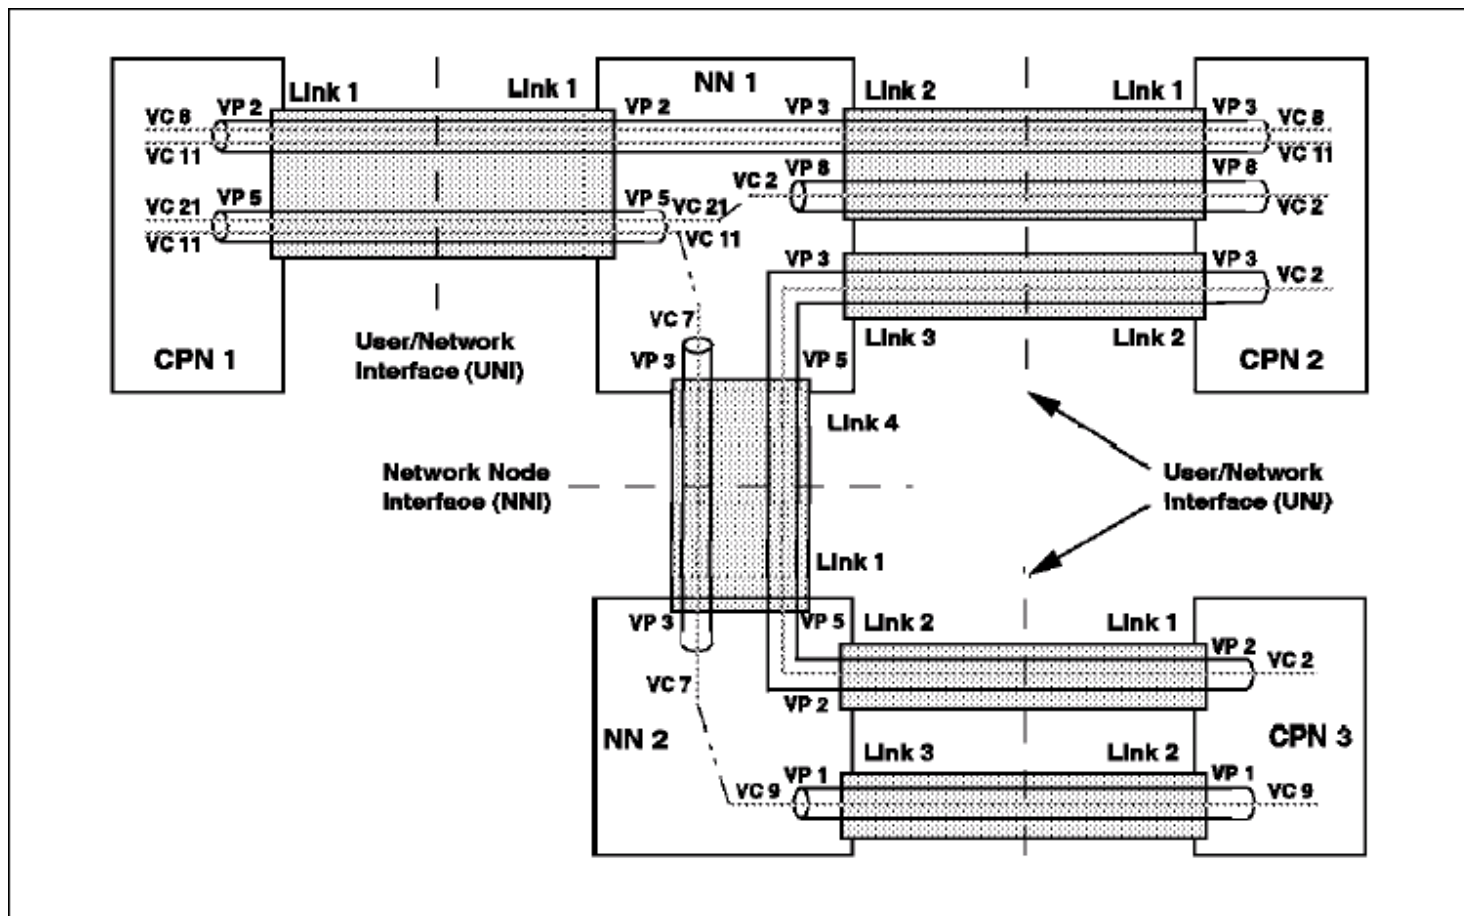 NN 1
Link 1
Link 1
Link 2
Link 1
VP 2
VP 2
VP 3
VP 3
VC 8
VC 8
VC 11
VC 11
VP 5
VP 5
VC 2
VP 8
VP 8
VC 21
VC 21
VC 2
VC 11
VC 11
VP 3
VP 3
VC 2
VC 7
Link 3
Link 2
CPN 1
User/Network
Interface (UNI)
VP 3
VP 5
CPN 2
Link 4
Network Node
Interface (NNI)
User/Network
Interface (UNI)
Link 1
VP 3
VP 5
Link 2
Link 1
VP 2
VC 2
VC 7
VP 2
NN 2
CPN 3
Link 3
Link 2
VP 1
VP 1
VC 9
VC 9